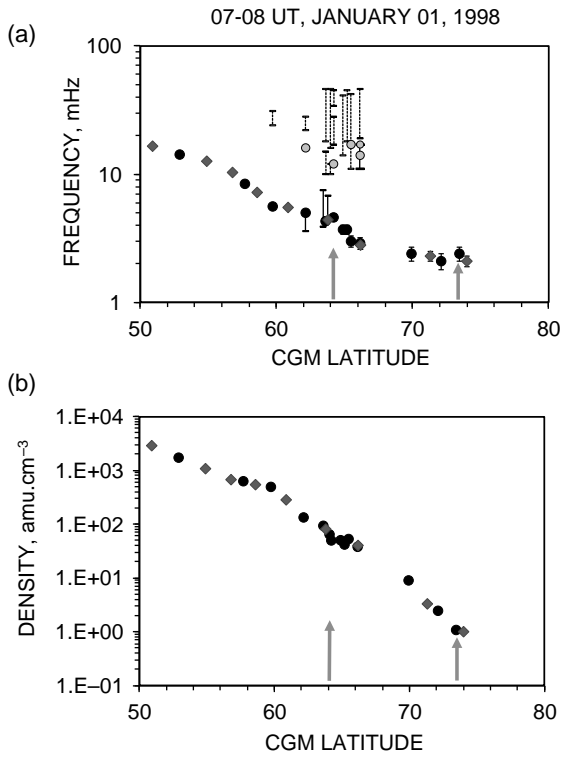 07-08 UT, JANUARY 01, 1998
(a)
FREQUENCY, mHz
100
10
1
50 60 70 80
CGM LATITUDE
(b)
DENSITY, amu.cm⁻³
1.E+04
1.E+03
1.E+02
1.E+01
1.E+00
1.E–01
50 60 70 80
CGM LATITUDE